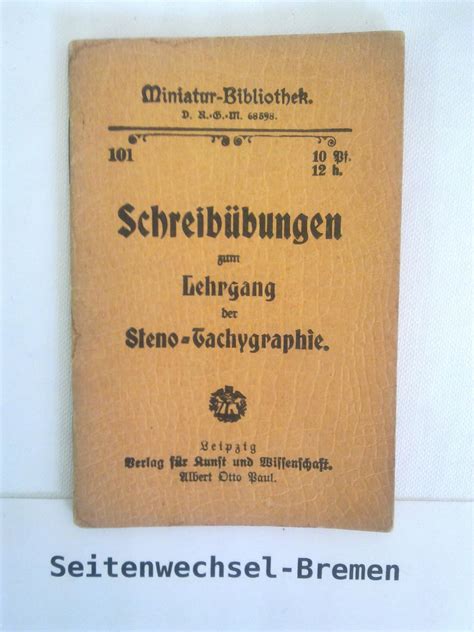 Miniatur-Bibliothek.
D. R.-G.-M. 68598.
101 10 Pf.
12 h.
Schreibübungen
zum
Lehrgang
der
Steno-Tachygraphie.
Leipzig
Verlag für Kunst und Wissenschaft.
Albert Otto Paul.
Seitenwechsel-Bremen